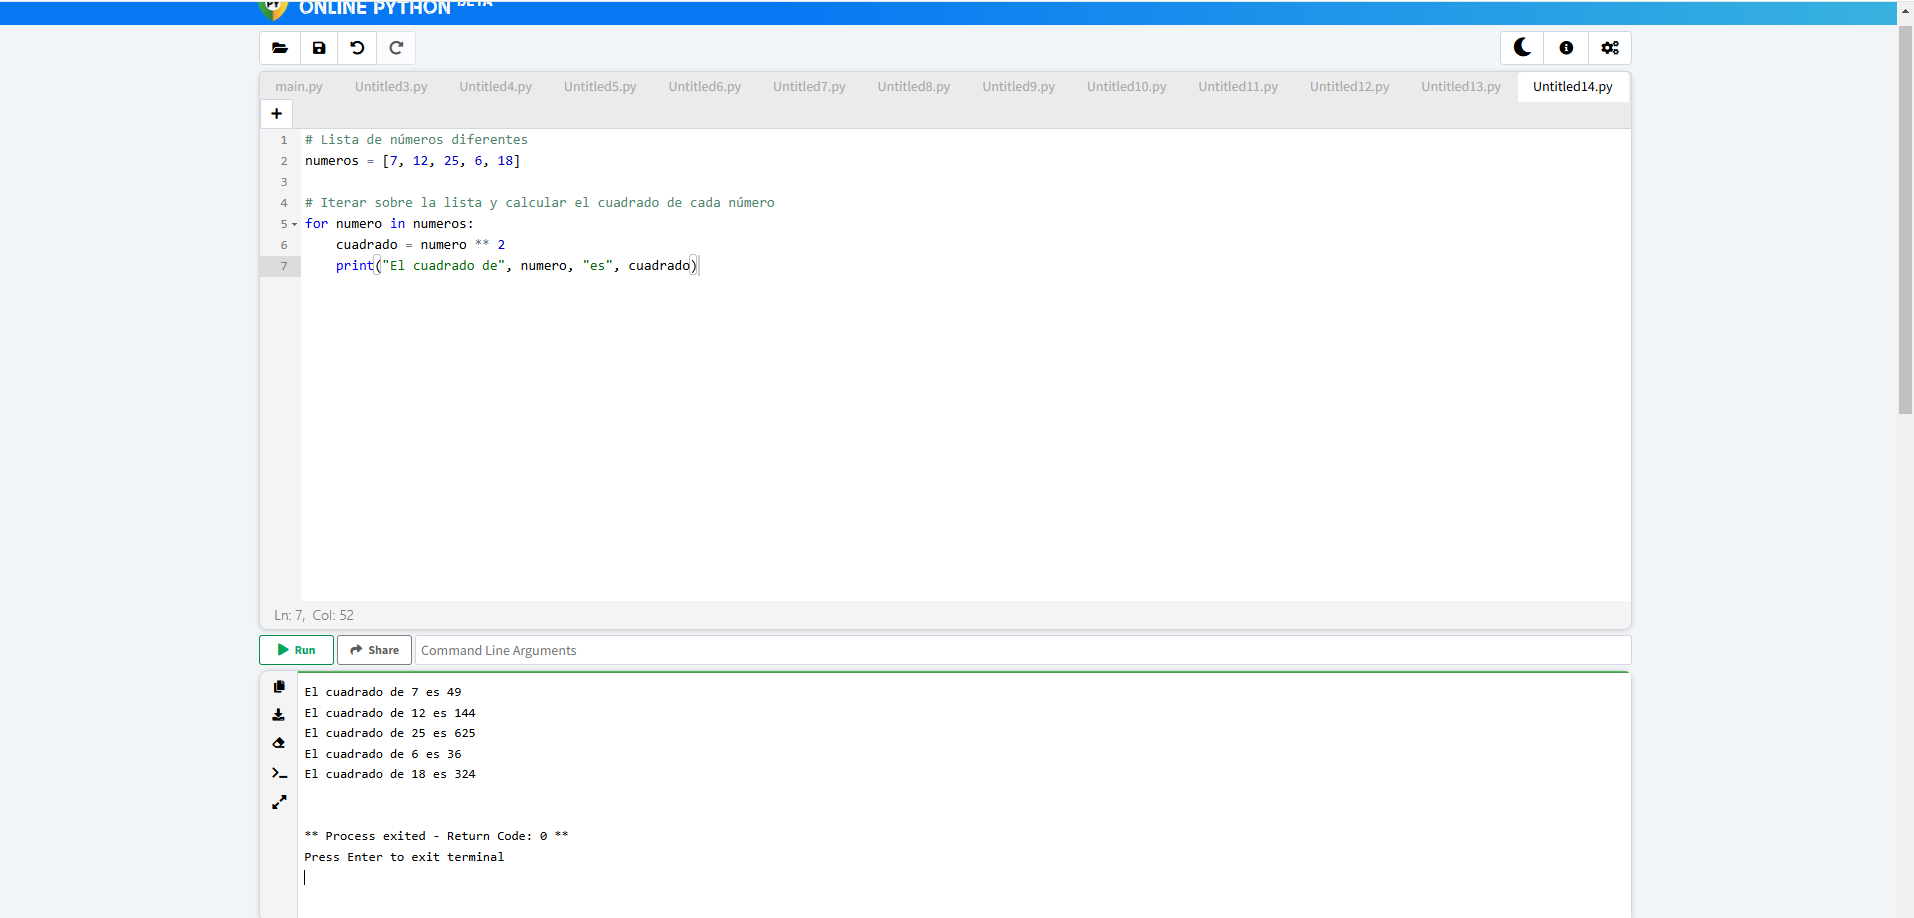 ONLINE PYTHON BETA
main.py Untitled3.py Untitled4.py Untitled5.py Untitled6.py Untitled7.py Untitled8.py Untitled9.py Untitled10.py Untitled11.py Untitled12.py Untitled13.py Untitled14.py
+
1 # Lista de números diferentes
2 numeros = [7, 12, 25, 6, 18]
3
4 # Iterar sobre la lista y calcular el cuadrado de cada número
5 for numero in numeros:
6     cuadrado = numero ** 2
7     print("El cuadrado de", numero, "es", cuadrado)
Ln: 7, Col: 52
Run Share Command Line Arguments
El cuadrado de 7 es 49
El cuadrado de 12 es 144
El cuadrado de 25 es 625
El cuadrado de 6 es 36
El cuadrado de 18 es 324
** Process exited - Return Code: 0 **
Press Enter to exit terminal